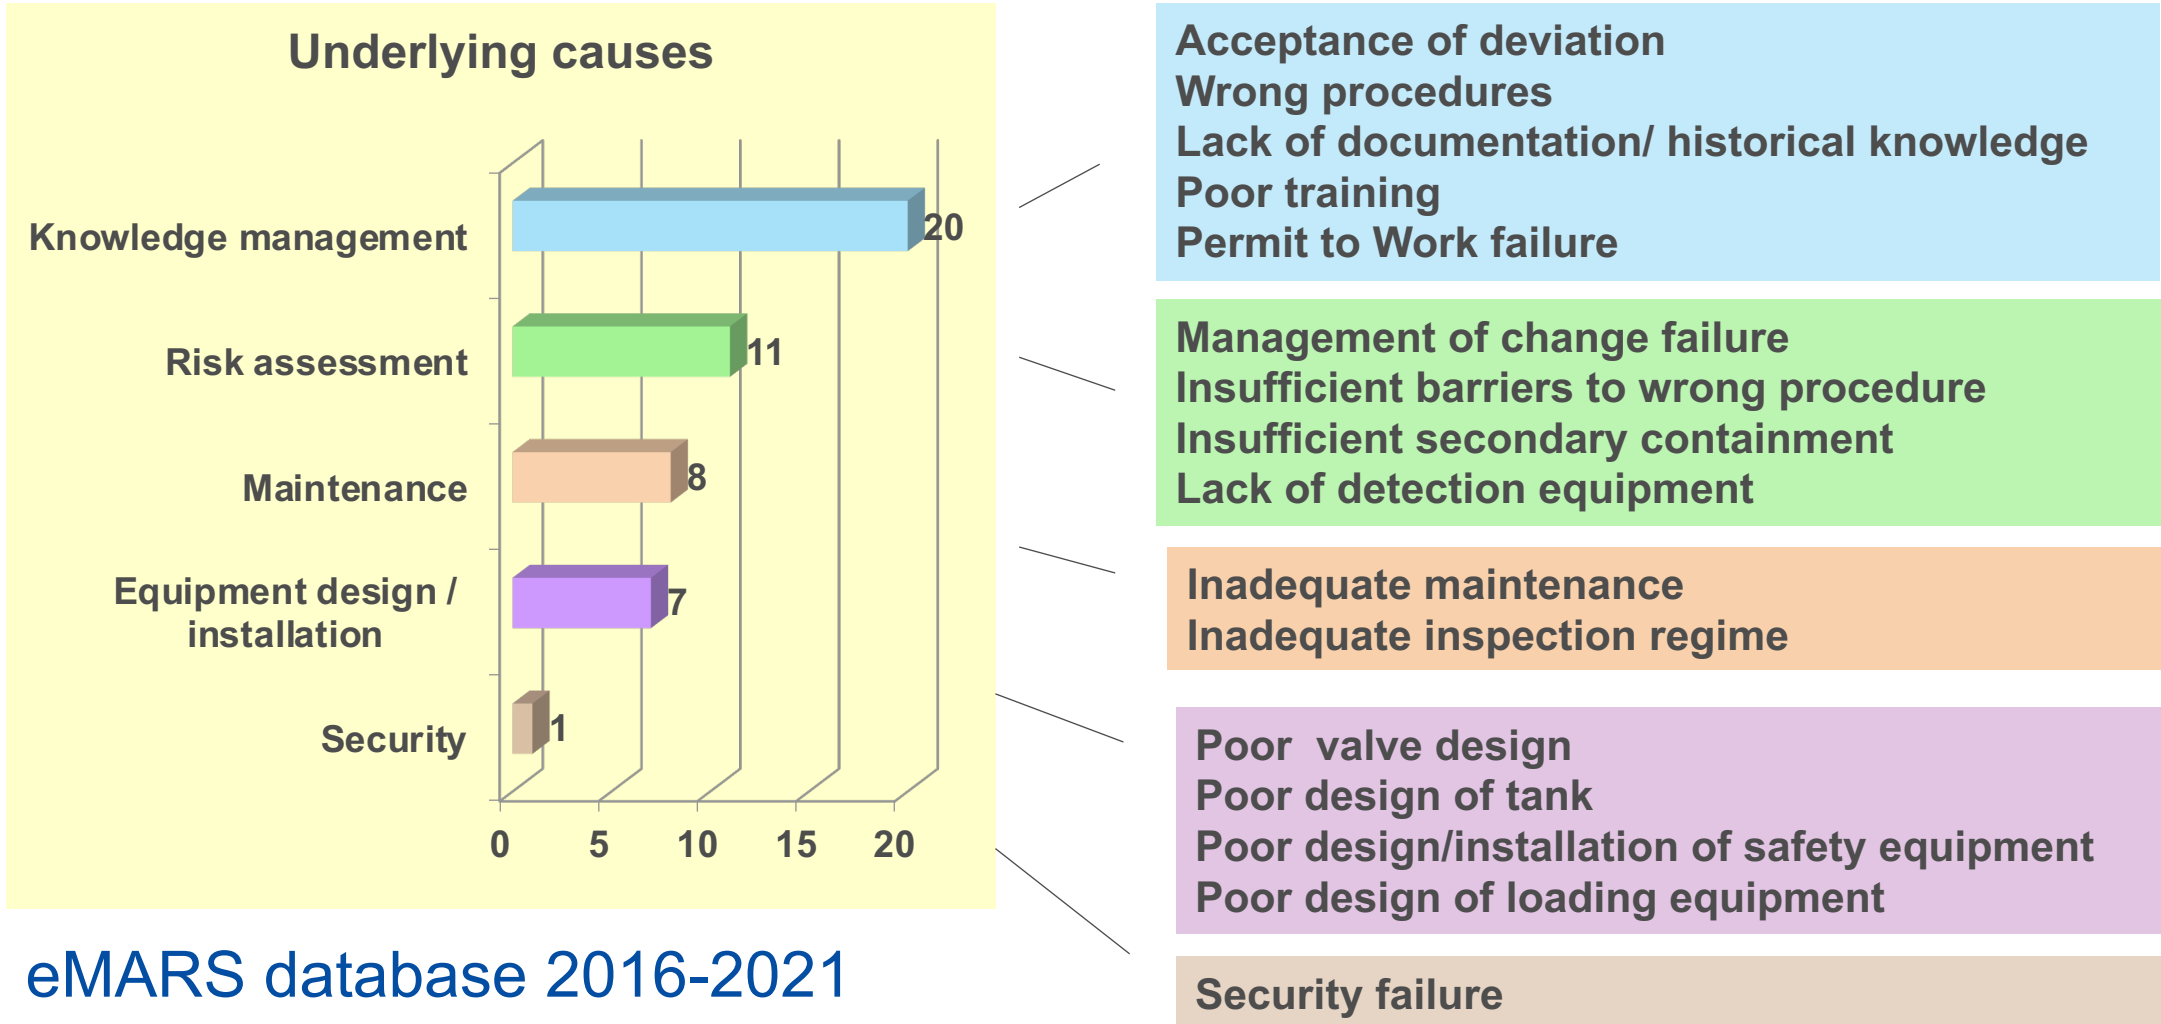 Underlying causes
Knowledge management
20
Risk assessment
11
Maintenance
8
Equipment design /
installation
7
Security
1
0 5 10 15 20
eMARS database 2016-2021
Acceptance of deviation
Wrong procedures
Lack of documentation/ historical knowledge
Poor training
Permit to Work failure
Management of change failure
Insufficient barriers to wrong procedure
Insufficient secondary containment
Lack of detection equipment
Inadequate maintenance
Inadequate inspection regime
Poor  valve design
Poor design of tank
Poor design/installation of safety equipment
Poor design of loading equipment
Security failure